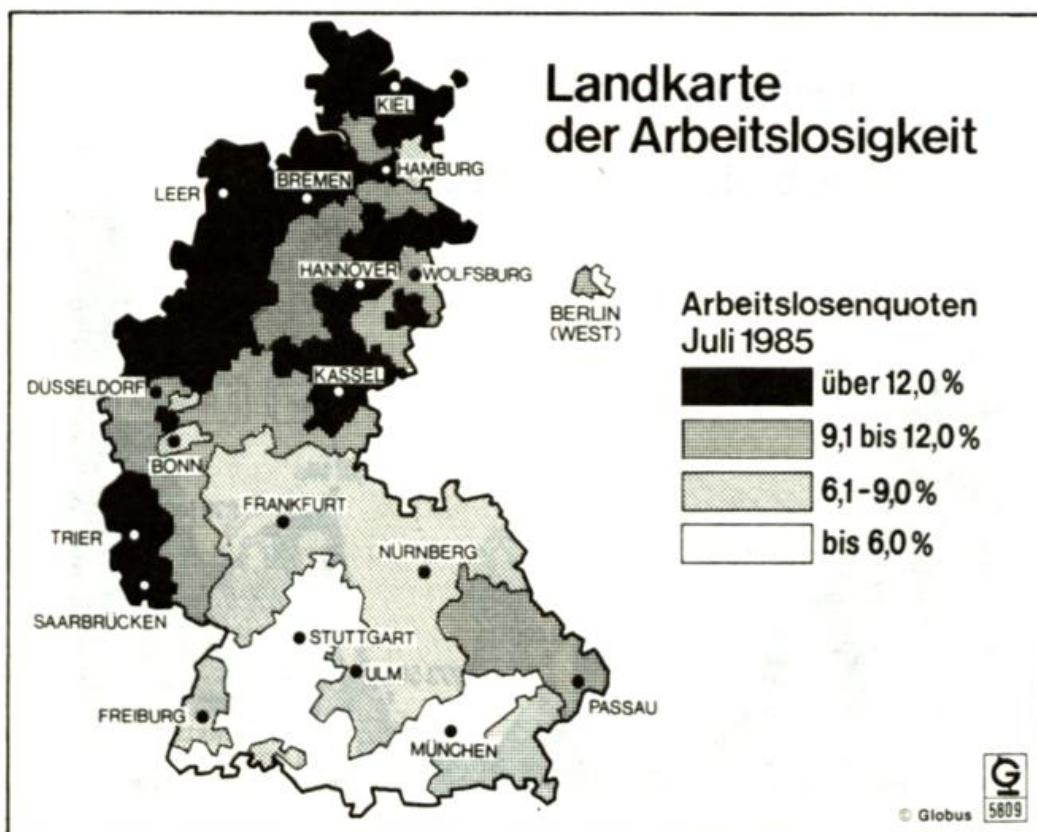 Landkarte
der Arbeitslosigkeit
KIEL
HAMBURG
BREMEN
LEER
HANNOVER
WOLFSBURG
BERLIN
(WEST)
Arbeitslosenquoten
Juli 1985
über 12,0 %
9,1 bis 12,0 %
6,1–9,0 %
bis 6,0 %
DÜSSELDORF
KASSEL
BONN
FRANKFURT
TRIER
NÜRNBERG
SAARBRÜCKEN
STUTTGART
ULM
FREIBURG
PASSAU
MÜNCHEN
© Globus
G
5809